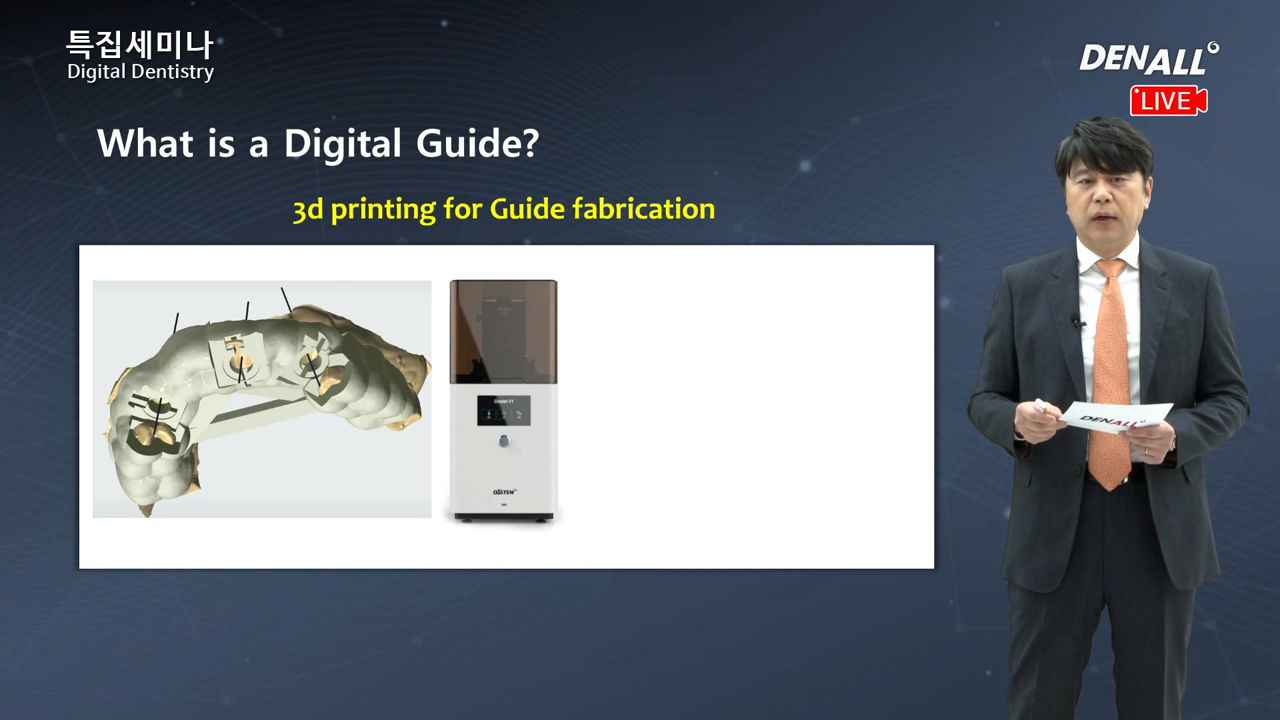 특집세미나
Digital Dentistry
DENALL
LIVE
What is a Digital Guide?
3d printing for Guide fabrication
OSSTEM
DENALL